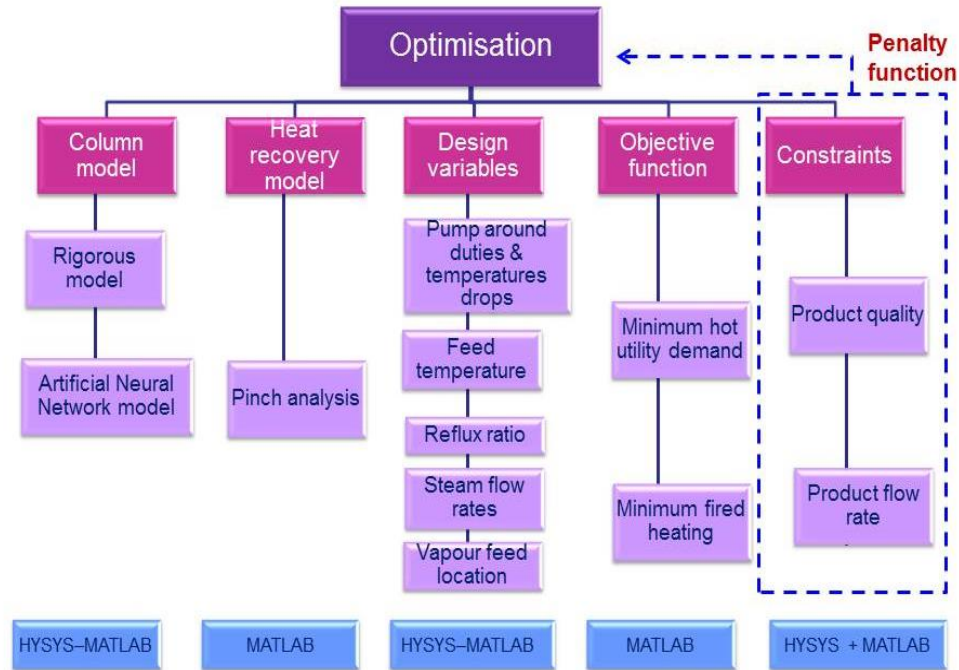 Optimisation
Penalty
function
Column
model
Heat
recovery
model
Design
variables
Objective
function
Constraints
Rigorous
model
Artificial Neural
Network model
Pinch analysis
Pump around
duties &
temperatures
drops
Feed
temperature
Reflux ratio
Steam flow
rates
Vapour feed
location
Minimum hot
utility demand
Minimum fired
heating
Product quality
Product flow
rate
HYSYS–MATLAB
MATLAB
HYSYS–MATLAB
MATLAB
HYSYS + MATLAB